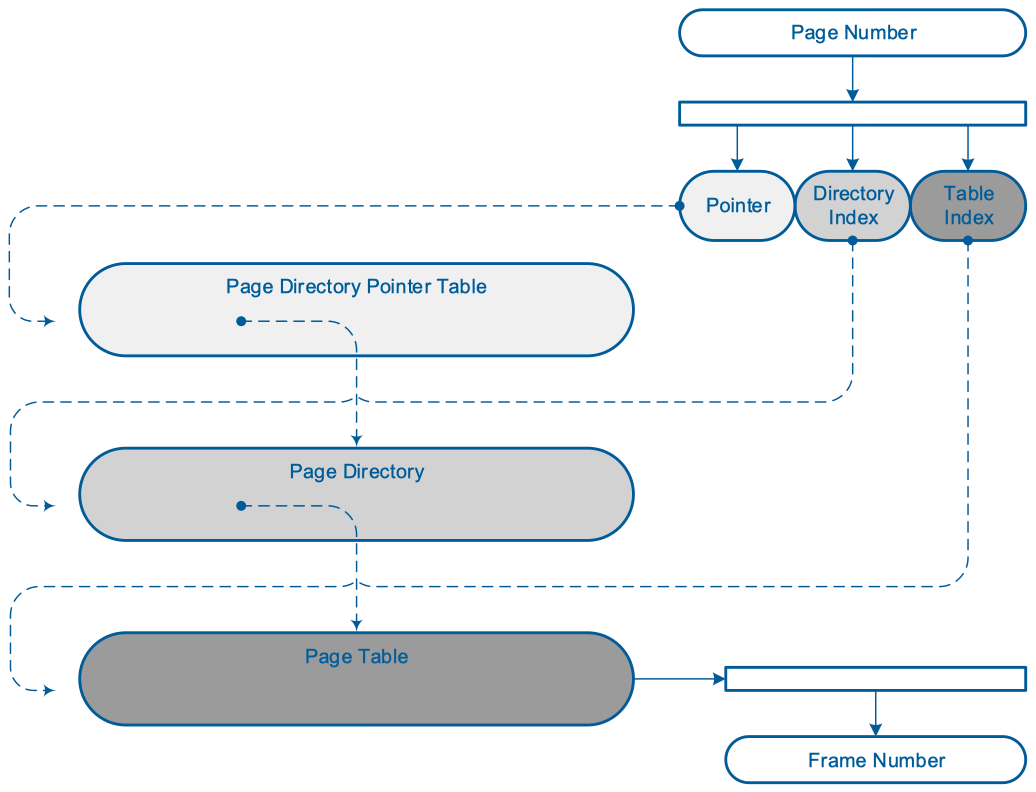 Page Number
Pointer
Directory
Index
Table
Index
Page Directory Pointer Table
Page Directory
Page Table
Frame Number